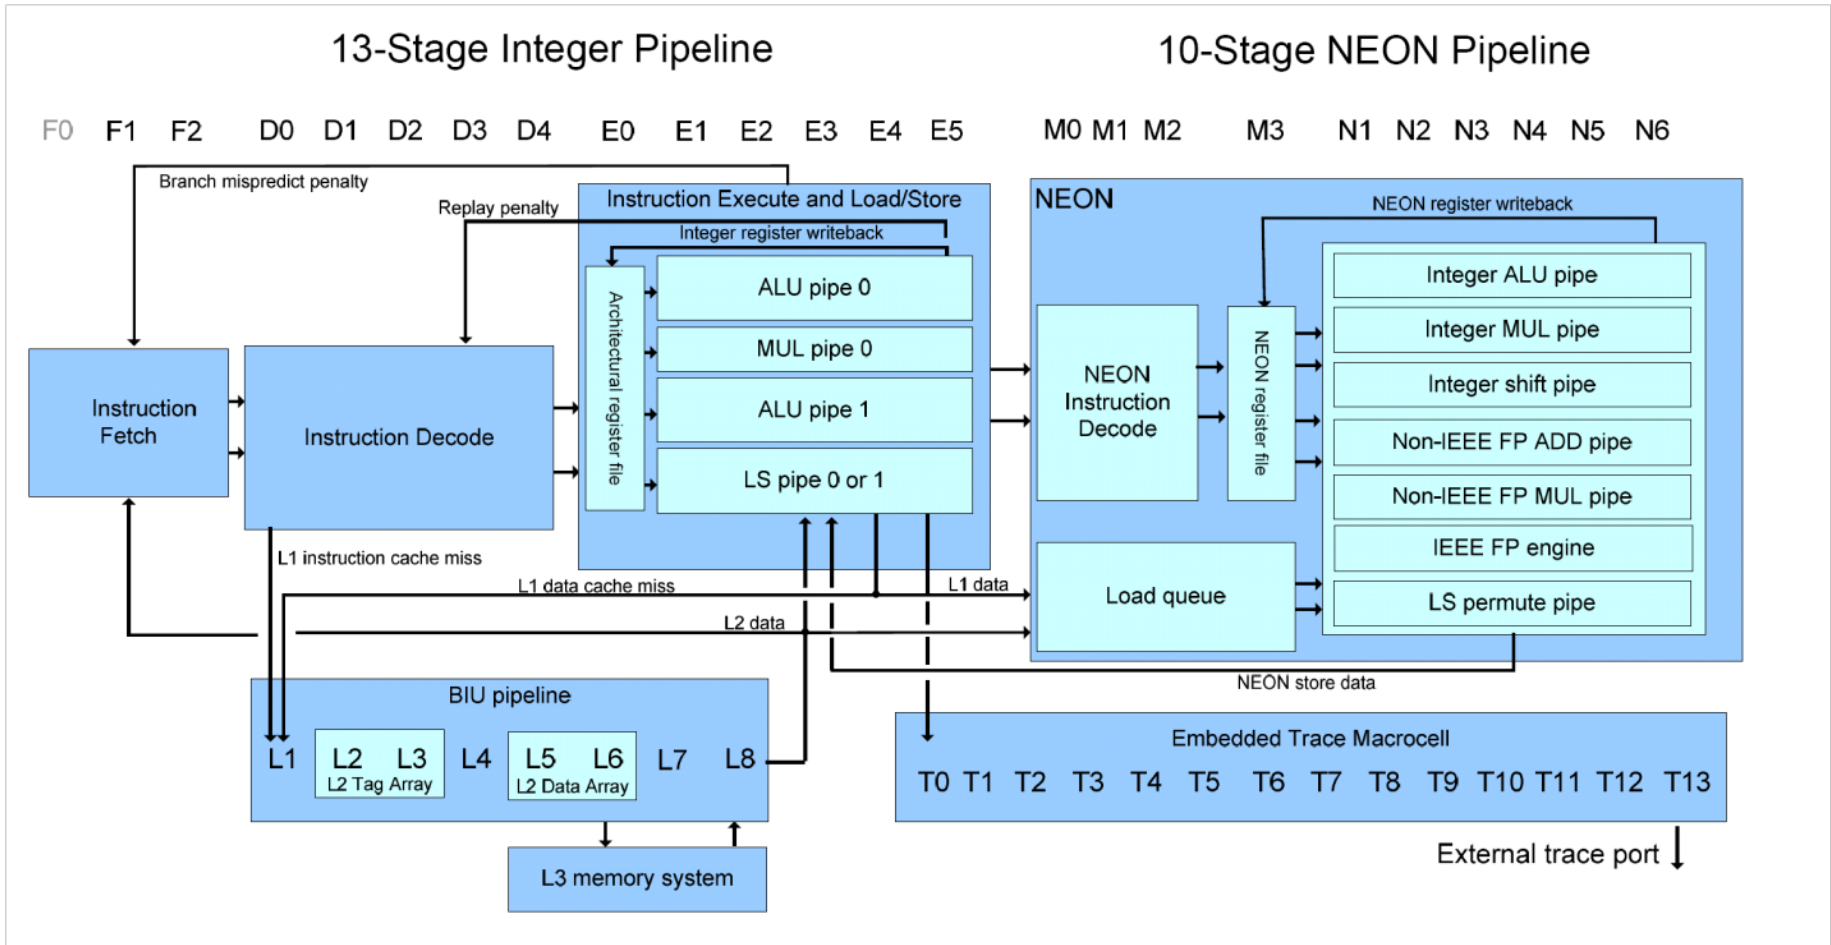 13-Stage Integer Pipeline
10-Stage NEON Pipeline
F0 F1 F2 D0 D1 D2 D3 D4 E0 E1 E2 E3 E4 E5
M0 M1 M2 M3 N1 N2 N3 N4 N5 N6
Branch mispredict penalty
Replay penalty
Instruction Execute and Load/Store
Integer register writeback
Architectural register file
ALU pipe 0
MUL pipe 0
ALU pipe 1
LS pipe 0 or 1
Instruction
Fetch
Instruction Decode
NEON
NEON register writeback
NEON
Instruction
Decode
NEON register file
Integer ALU pipe
Integer MUL pipe
Integer shift pipe
Non-IEEE FP ADD pipe
Non-IEEE FP MUL pipe
IEEE FP engine
LS permute pipe
Load queue
L1 instruction cache miss
L1 data cache miss
L1 data
L2 data
NEON store data
BIU pipeline
L1 L2 L3 L4 L5 L6 L7 L8
L2 Tag Array
L2 Data Array
L3 memory system
Embedded Trace Macrocell
T0 T1 T2 T3 T4 T5 T6 T7 T8 T9 T10 T11 T12 T13
External trace port